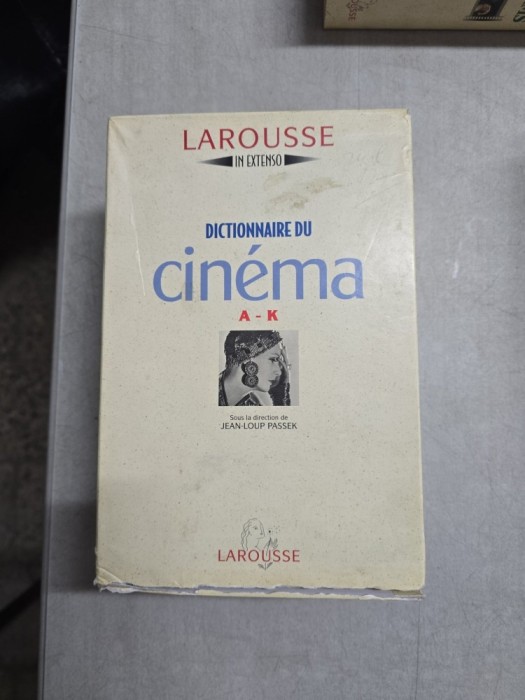 LAROUSSE
IN EXTENSO
DICTIONNAIRE DU
cinéma
A - K
Sous la direction de
JEAN-LOUP PASSEK
LAROUSSE